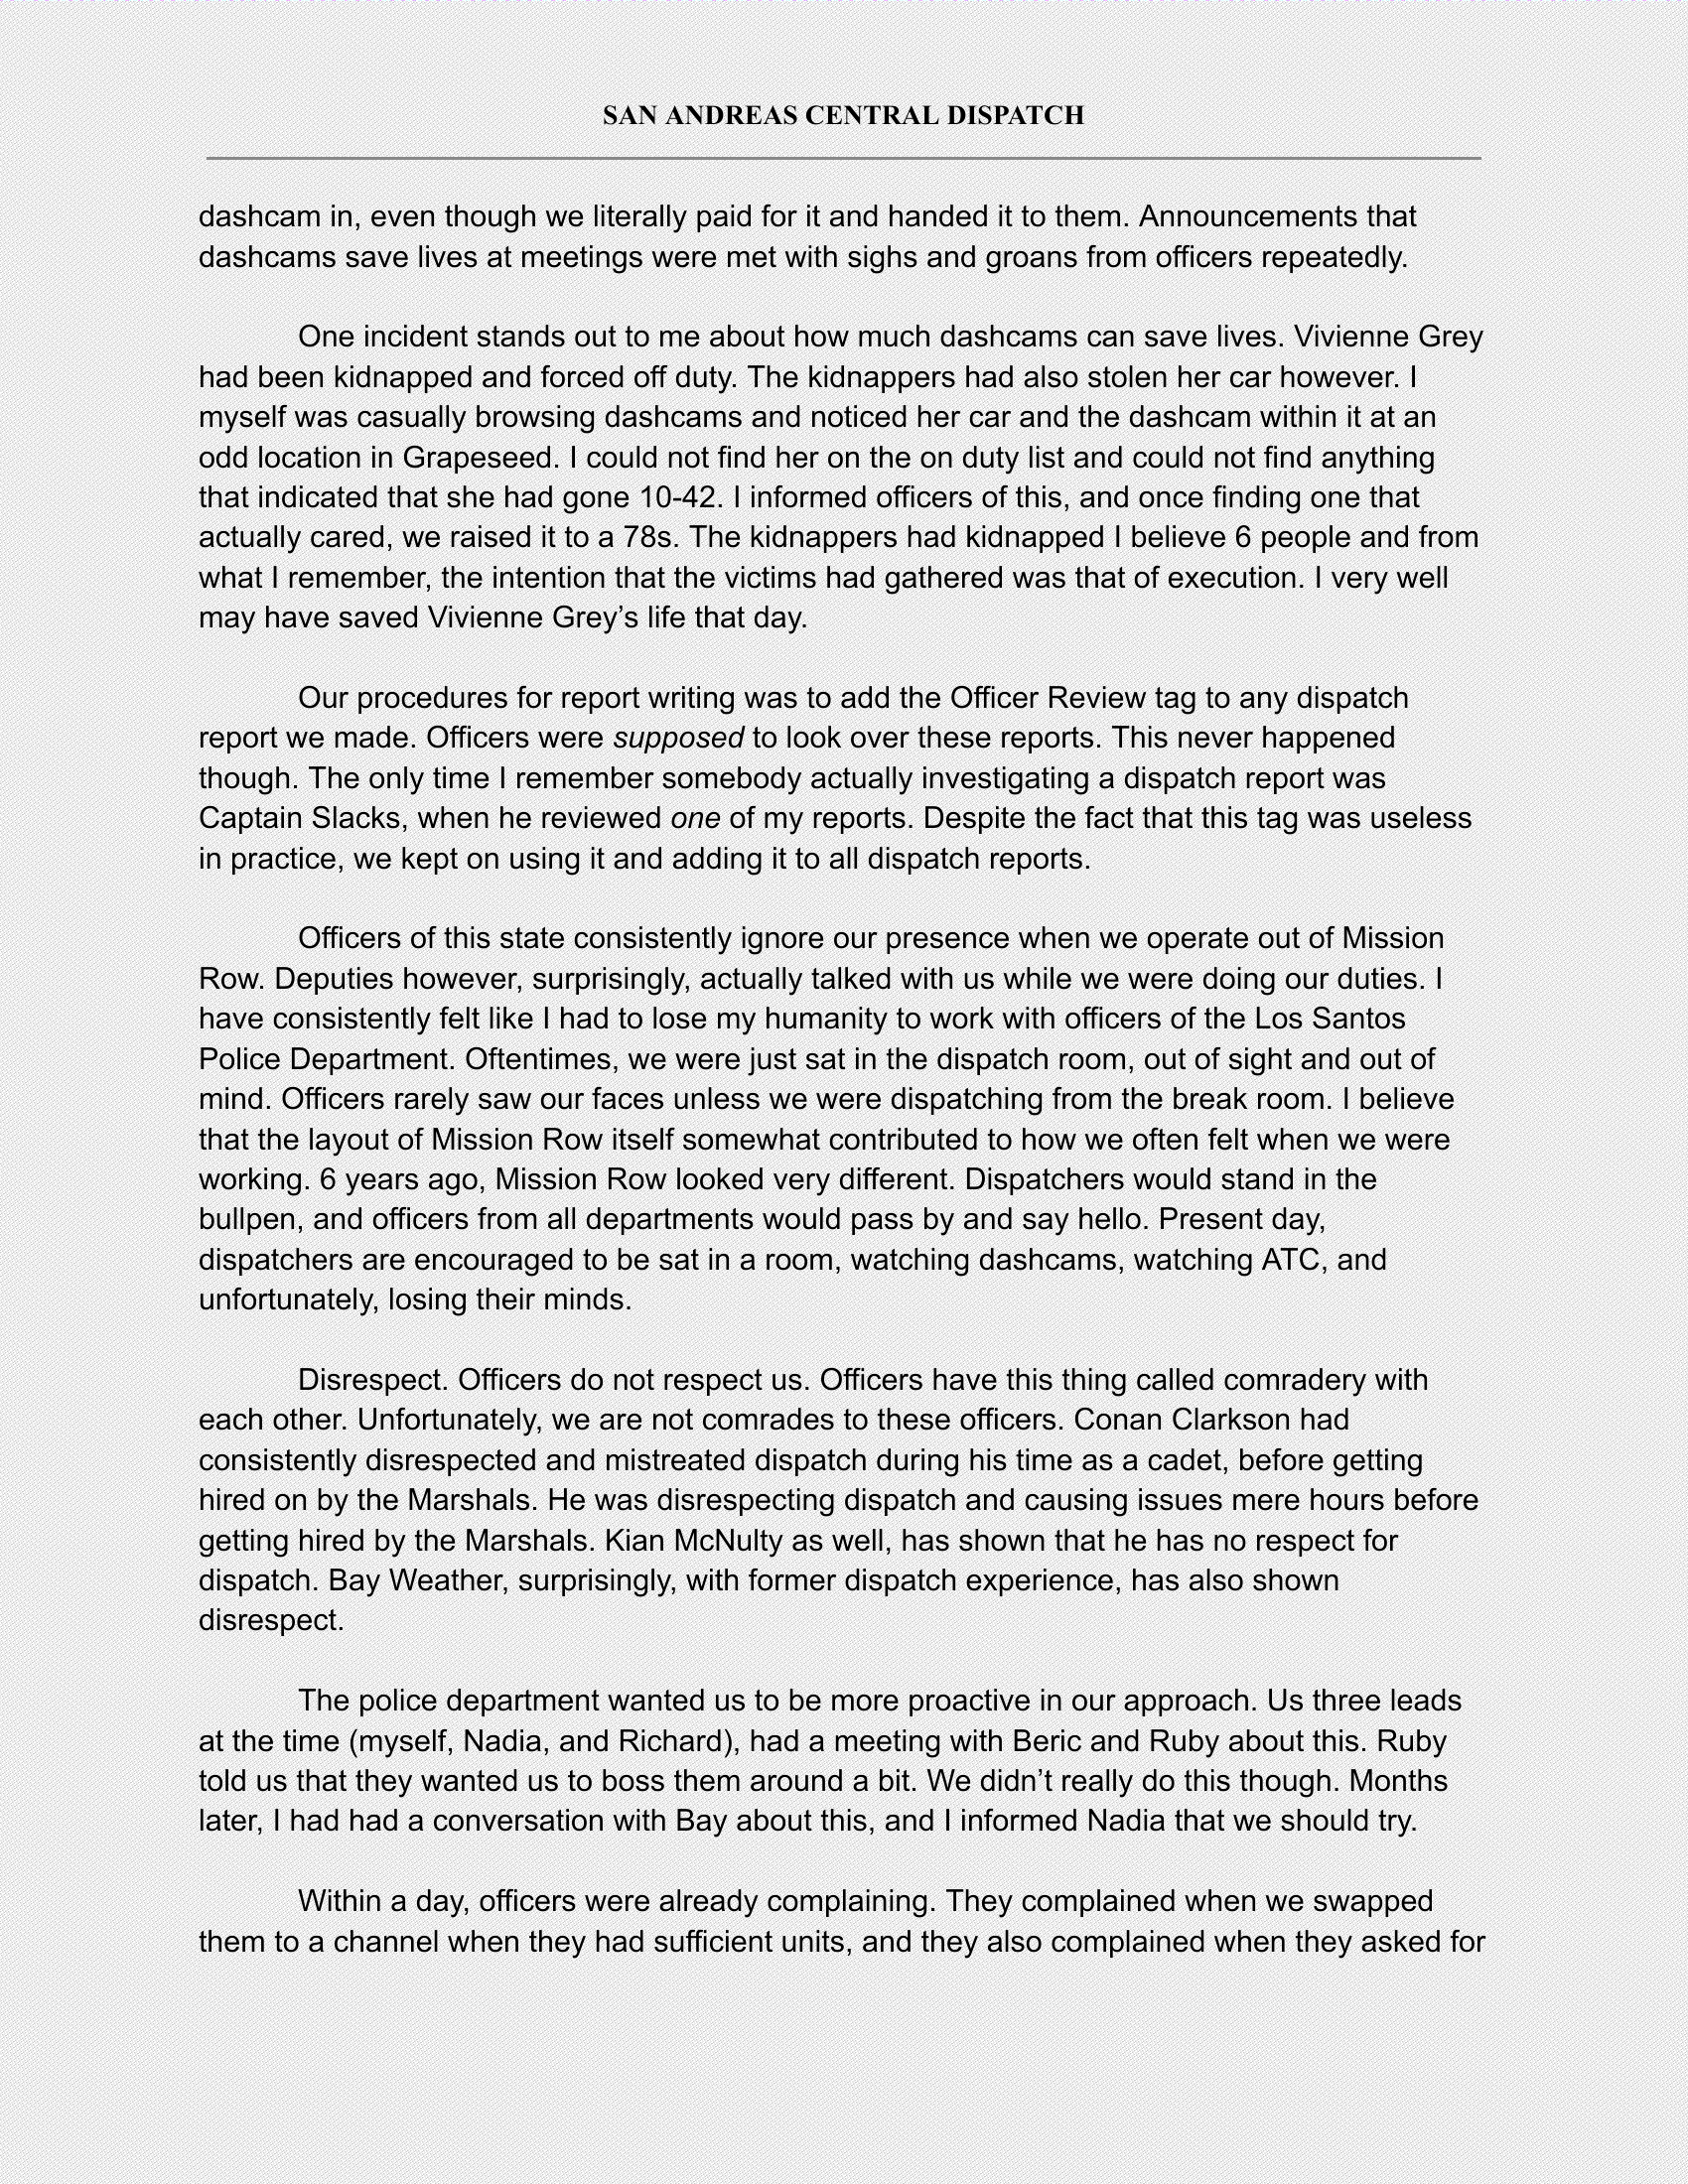 SAN ANDREAS CENTRAL DISPATCH
dashcam in, even though we literally paid for it and handed it to them. Announcements that
dashcams save lives at meetings were met with sighs and groans from officers repeatedly.
One incident stands out to me about how much dashcams can save lives. Vivienne Grey
had been kidnapped and forced off duty. The kidnappers had also stolen her car however. I
myself was casually browsing dashcams and noticed her car and the dashcam within it at an
odd location in Grapeseed. I could not find her on the on duty list and could not find anything
that indicated that she had gone 10-42. I informed officers of this, and once finding one that
actually cared, we raised it to a 78s. The kidnappers had kidnapped I believe 6 people and from
what I remember, the intention that the victims had gathered was that of execution. I very well
may have saved Vivienne Grey’s life that day.
Our procedures for report writing was to add the Officer Review tag to any dispatch
report we made. Officers were supposed to look over these reports. This never happened
though. The only time I remember somebody actually investigating a dispatch report was
Captain Slacks, when he reviewed one of my reports. Despite the fact that this tag was useless
in practice, we kept on using it and adding it to all dispatch reports.
Officers of this state consistently ignore our presence when we operate out of Mission
Row. Deputies however, surprisingly, actually talked with us while we were doing our duties. I
have consistently felt like I had to lose my humanity to work with officers of the Los Santos
Police Department. Oftentimes, we were just sat in the dispatch room, out of sight and out of
mind. Officers rarely saw our faces unless we were dispatching from the break room. I believe
that the layout of Mission Row itself somewhat contributed to how we often felt when we were
working. 6 years ago, Mission Row looked very different. Dispatchers would stand in the
bullpen, and officers from all departments would pass by and say hello. Present day,
dispatchers are encouraged to be sat in a room, watching dashcams, watching ATC, and
unfortunately, losing their minds.
Disrespect. Officers do not respect us. Officers have this thing called comradery with
each other. Unfortunately, we are not comrades to these officers. Conan Clarkson had
consistently disrespected and mistreated dispatch during his time as a cadet, before getting
hired on by the Marshals. He was disrespecting dispatch and causing issues mere hours before
getting hired by the Marshals. Kian McNulty as well, has shown that he has no respect for
dispatch. Bay Weather, surprisingly, with former dispatch experience, has also shown
disrespect.
The police department wanted us to be more proactive in our approach. Us three leads
at the time (myself, Nadia, and Richard), had a meeting with Beric and Ruby about this. Ruby
told us that they wanted us to boss them around a bit. We didn’t really do this though. Months
later, I had had a conversation with Bay about this, and I informed Nadia that we should try.
Within a day, officers were already complaining. They complained when we swapped
them to a channel when they had sufficient units, and they also complained when they asked for